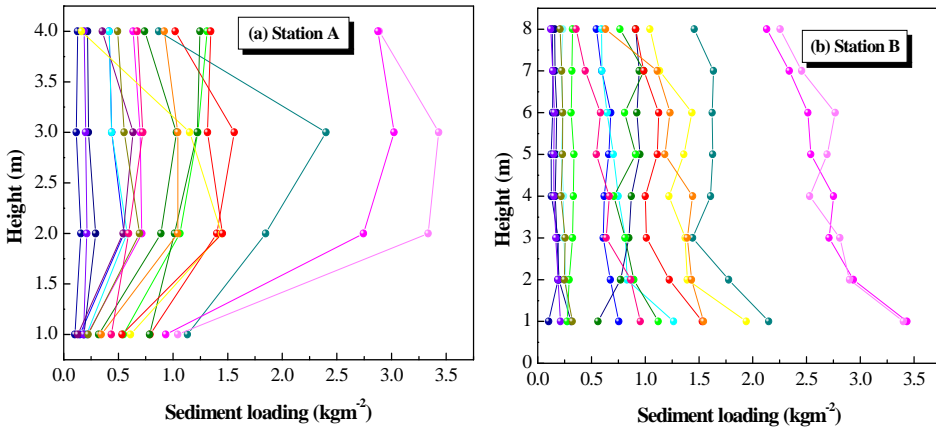 (a) Station A
4.0
3.5
3.0
2.5
2.0
1.5
1.0
Height (m)
0.0 0.5 1.0 1.5 2.0 2.5 3.0 3.5
Sediment loading (kgm-2)
(b) Station B
8
7
6
5
4
3
2
1
0
Height (m)
0.0 0.5 1.0 1.5 2.0 2.5 3.0 3.5
Sediment loading (kgm-2)